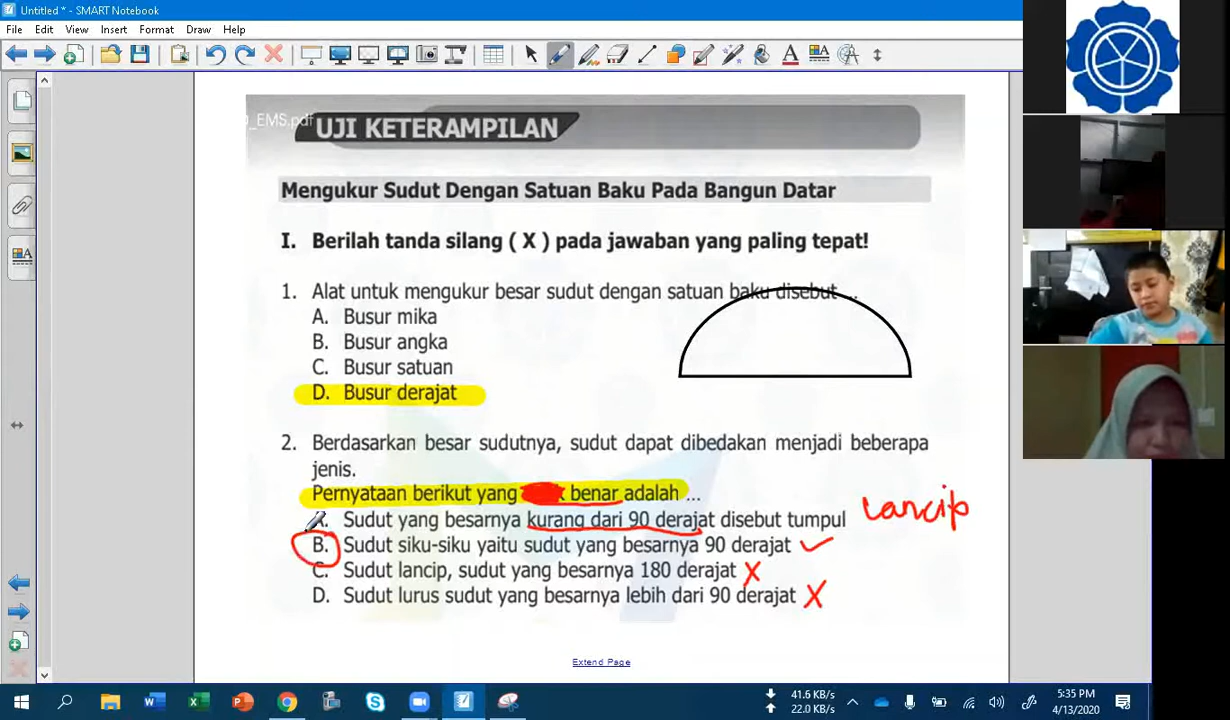 Untitled * - SMART Notebook
File Edit View Insert Format Draw Help
_EMS.pdf
UJI KETERAMPILAN
Mengukur Sudut Dengan Satuan Baku Pada Bangun Datar
I. Berilah tanda silang ( X ) pada jawaban yang paling tepat!
1. Alat untuk mengukur besar sudut dengan satuan baku disebut ...
A. Busur mika
B. Busur angka
C. Busur satuan
D. Busur derajat
2. Berdasarkan besar sudutnya, sudut dapat dibedakan menjadi beberapa
jenis.
Pernyataan berikut yang benar adalah ...
Sudut yang besarnya kurang dari 90 derajat disebut tumpul Lancip
B. Sudut siku-siku yaitu sudut yang besarnya 90 derajat
C. Sudut lancip, sudut yang besarnya 180 derajat X
D. Sudut lurus sudut yang besarnya lebih dari 90 derajat X
Extend Page
41.6 KB/s
22.0 KB/s
5:35 PM
4/13/2020